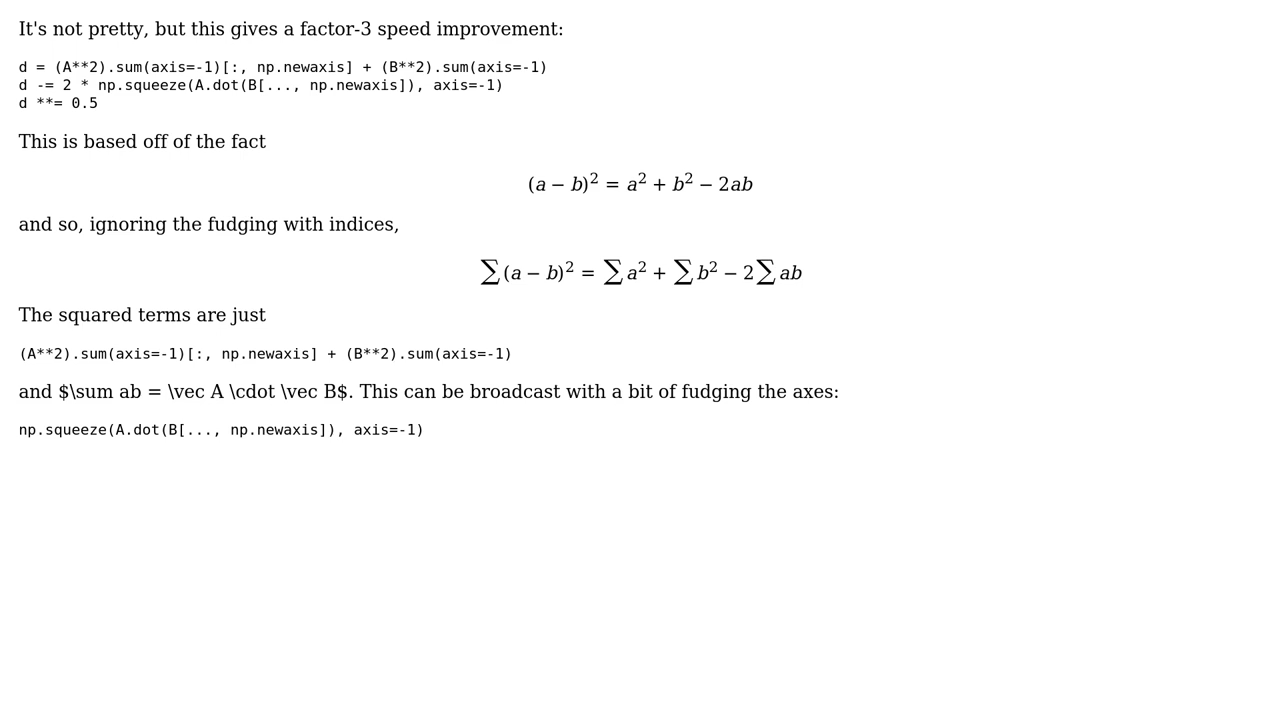 It's not pretty, but this gives a factor-3 speed improvement:
d = (A**2).sum(axis=-1)[:, np.newaxis] + (B**2).sum(axis=-1)
d -= 2 * np.squeeze(A.dot(B[..., np.newaxis]), axis=-1)
d **= 0.5
This is based off of the fact
(a − b)² = a² + b² − 2ab
and so, ignoring the fudging with indices,
∑(a − b)² = ∑a² + ∑b² − 2∑ab
The squared terms are just
(A**2).sum(axis=-1)[:, np.newaxis] + (B**2).sum(axis=-1)
and $\sum ab = \vec A \cdot \vec B$. This can be broadcast with a bit of fudging the axes:
np.squeeze(A.dot(B[..., np.newaxis]), axis=-1)